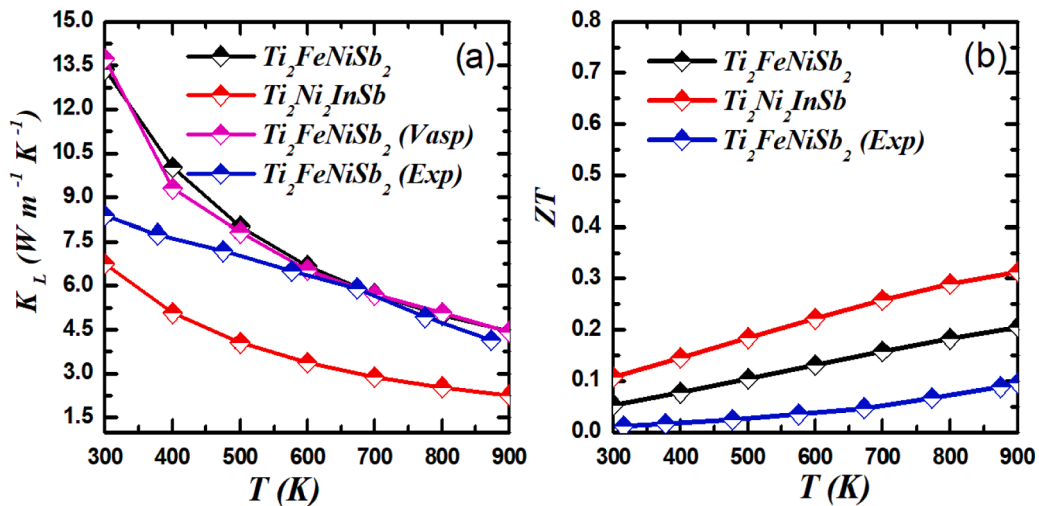 (a)
Ti₂FeNiSb₂
Ti₂Ni₂InSb
Ti₂FeNiSb₂ (Vasp)
Ti₂FeNiSb₂ (Exp)
K_L (W m⁻¹ K⁻¹)
15.0
13.5
12.0
10.5
9.0
7.5
6.0
4.5
3.0
1.5
300 400 500 600 700 800 900
T (K)
(b)
Ti₂FeNiSb₂
Ti₂Ni₂InSb
Ti₂FeNiSb₂ (Exp)
ZT
0.8
0.7
0.6
0.5
0.4
0.3
0.2
0.1
0.0
300 400 500 600 700 800 900
T (K)